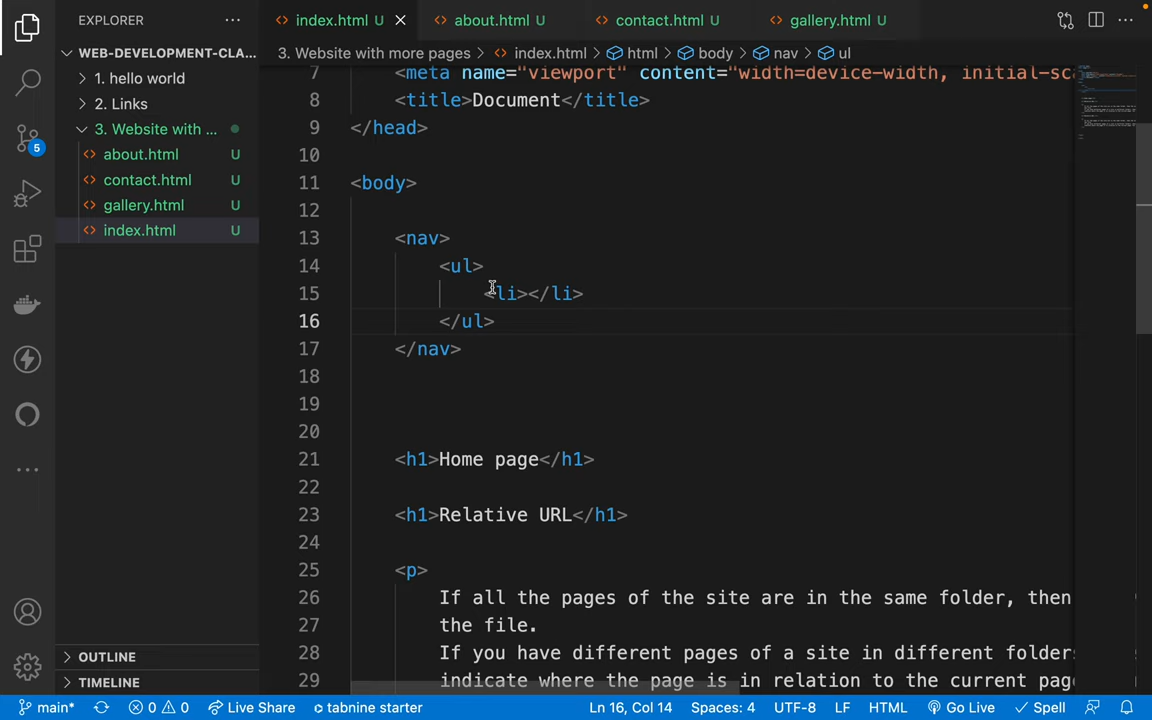 EXPLORER
index.html U
about.html U
contact.html U
gallery.html U
WEB-DEVELOPMENT-CLA...
3. Website with more pages > index.html > html > body > nav > ul
1. hello world
2. Links
3. Website with ...
about.html U
contact.html U
gallery.html U
index.html U
7 <meta name="viewport" content="width=device-width, initial-sca
8 <title>Document</title>
9 </head>
10
11 <body>
12
13 <nav>
14 <ul>
15 <li></li>
16 </ul>
17 </nav>
18
19
20
21 <h1>Home page</h1>
22
23 <h1>Relative URL</h1>
24
25 <p>
26 If all the pages of the site are in the same folder, then
27 the file.
28 If you have different pages of a site in different folders
29 indicate where the page is in relation to the current page
5
OUTLINE
TIMELINE
main* 0 0 Live Share tabnine starter Ln 16, Col 14 Spaces: 4 UTF-8 LF HTML Go Live Spell